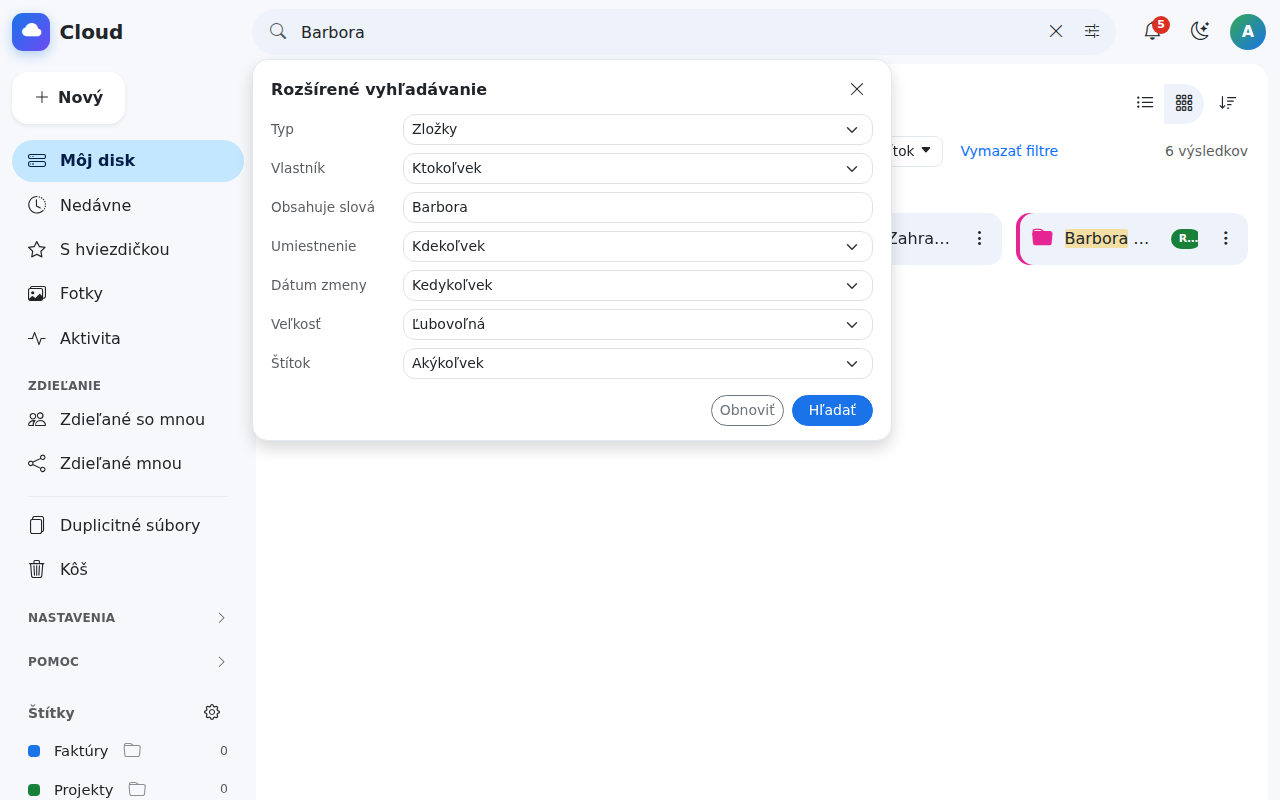 Cloud
Barbora
5
A
Nový
Môj disk
Nedávne
S hviezdičkou
Fotky
Aktivita
ZDIEĽANIE
Zdieľané so mnou
Zdieľané mnou
Duplicitné súbory
Kôš
NASTAVENIA
POMOC
Štítky
Faktúry 0
Projekty 0
Rozšírené vyhľadávanie
Typ Zložky
Vlastník Ktokoľvek
Obsahuje slová Barbora
Umiestnenie Kdekoľvek
Dátum zmeny Kedykoľvek
Veľkosť Ľubovoľná
Štítok Akýkoľvek
Obnoviť Hľadať
Vymazať filtre 6 výsledkov
Zahra… Barbora … R…